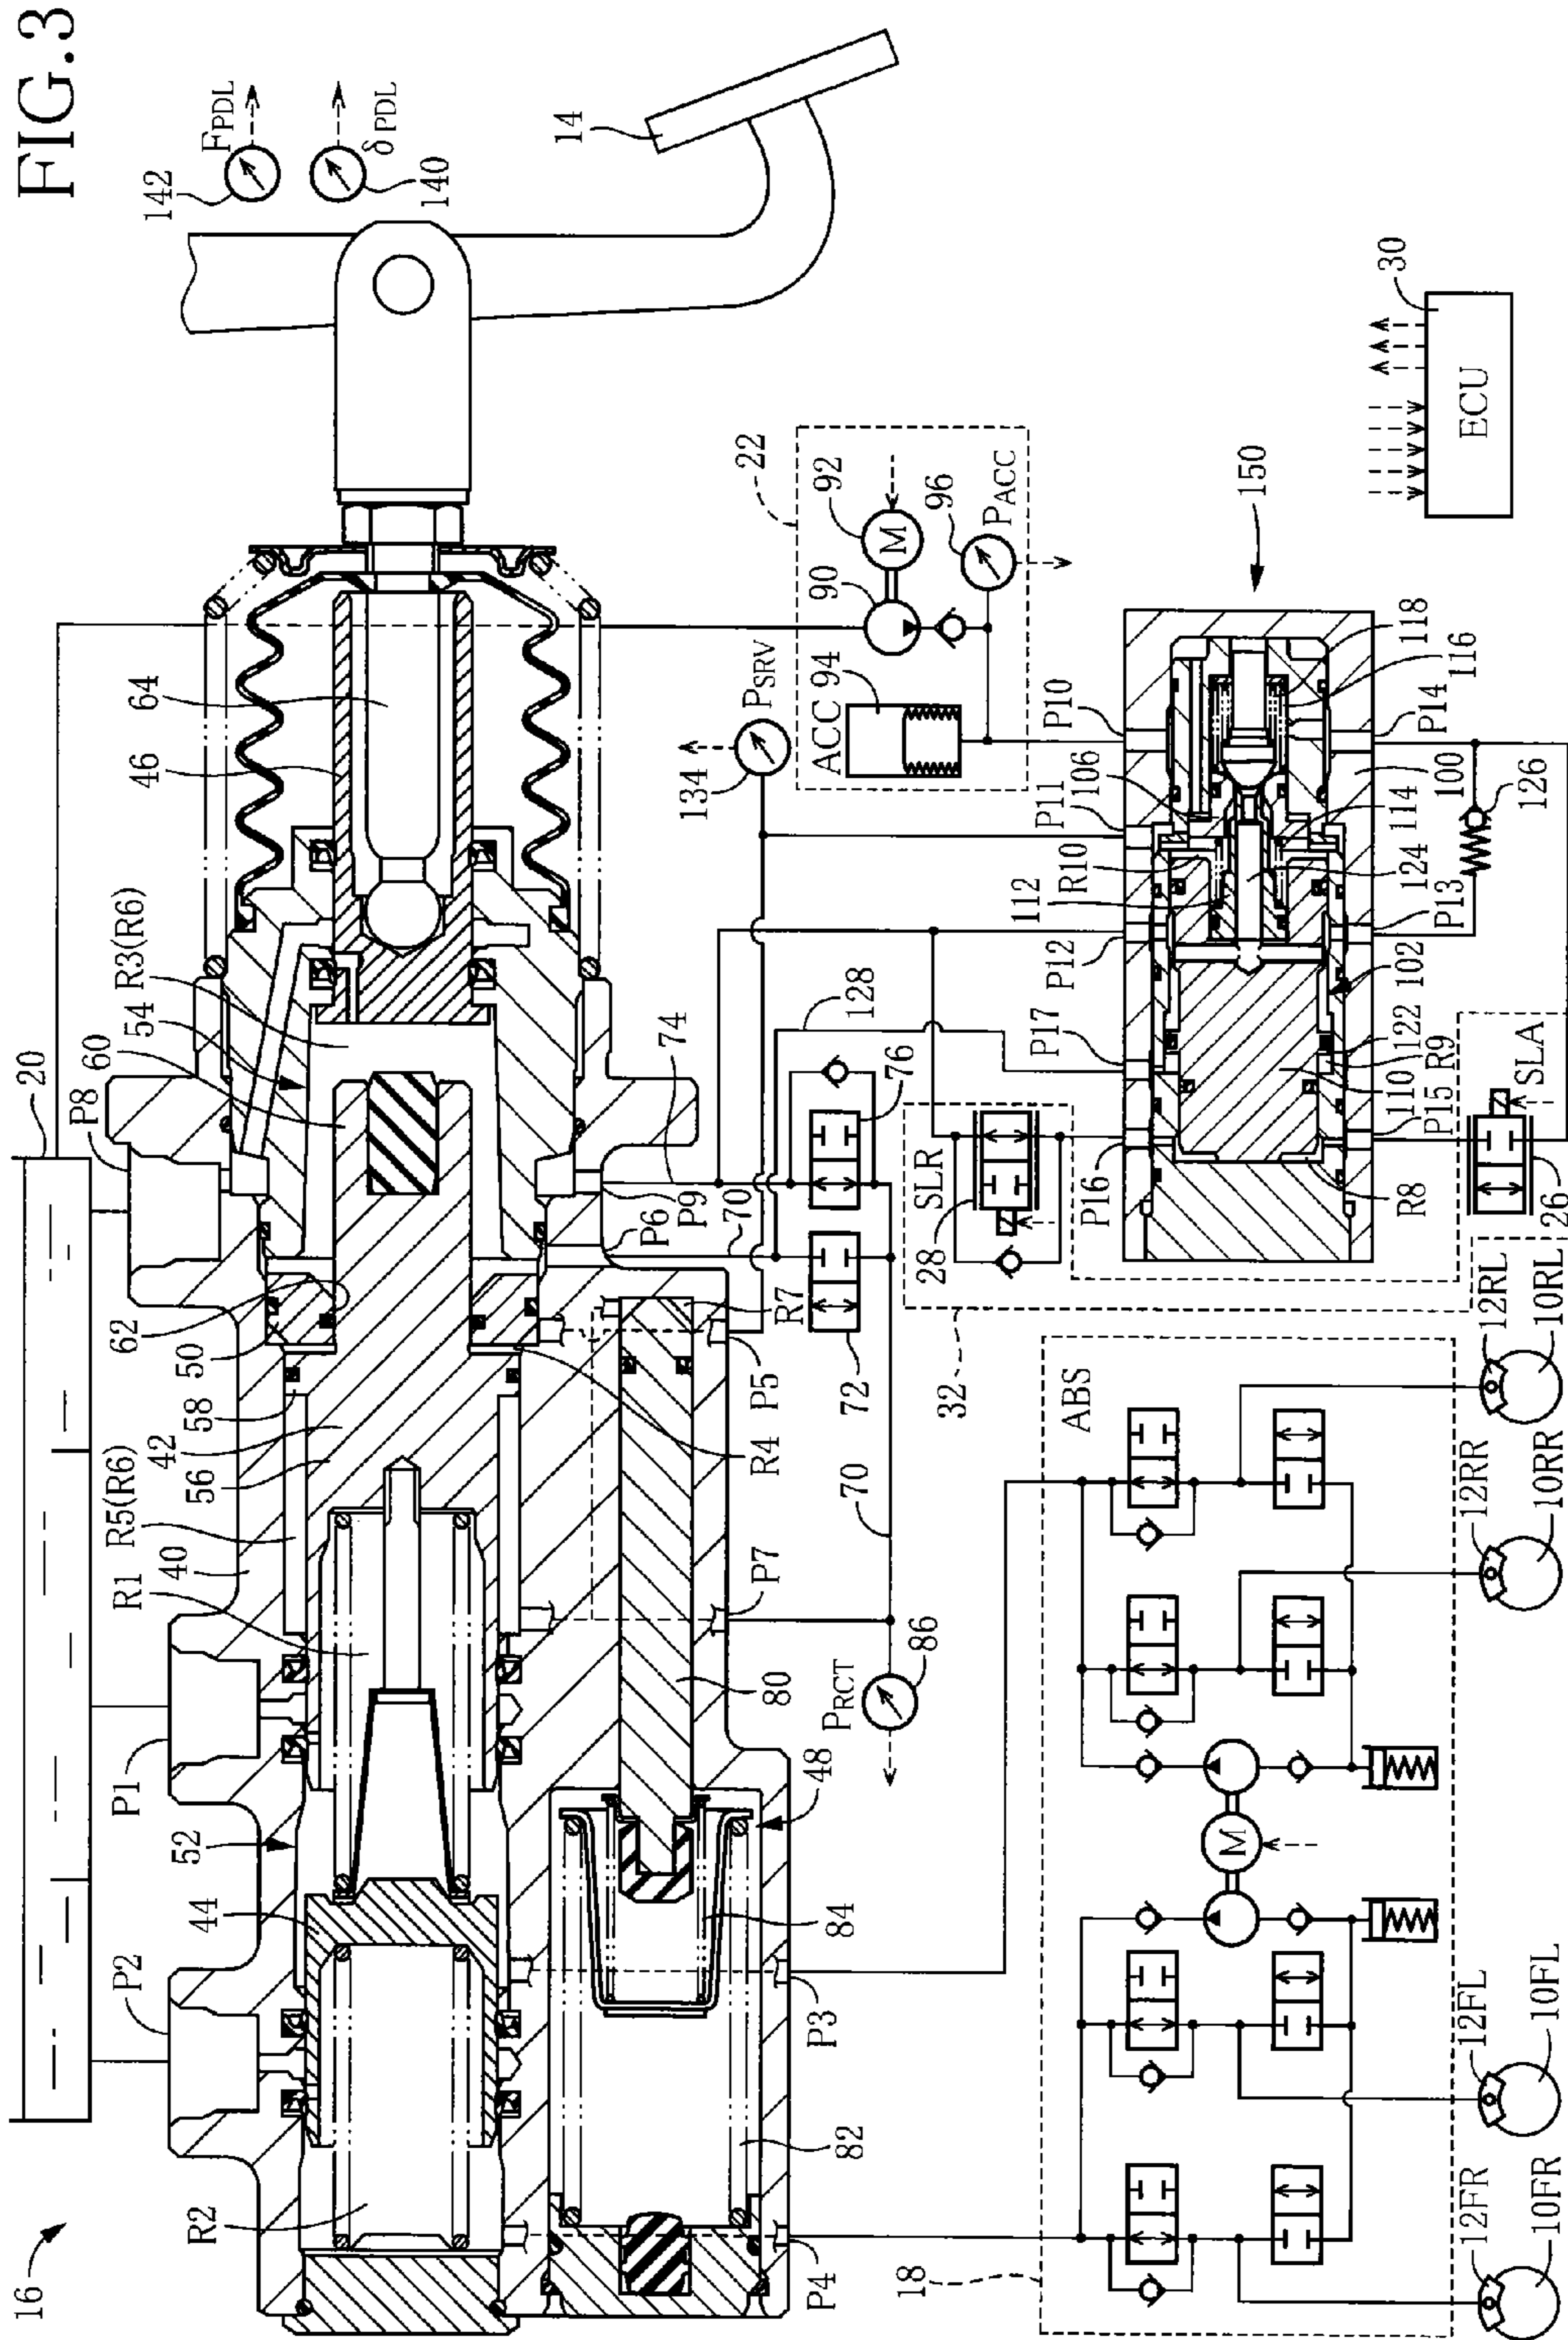 FIG.3
16
P2
P1
20
P8
142
FPDL
δPDL
140
14
R2
44
52
R1
40
R5(R6)
56
42
58
50
62
60
54
R3(R6)
46
64
P4
82
P3
84
48
80
PRCT
86
P7
70
R4
P5
72
R7
P6
70
P9
74
76
128
134
PSRV
22
92
M
90
96
PACC
ACC
94
32
28
SLR
P16
P17
P12
112
R10
P11
106
P10
150
118
116
P14
100
126
114
124
P13
102
122
R9
110
P15
R8
SLA
26
30
ECU
18
ABS
M
12FR
10FR
12FL
10FL
12RR
10RR
12RL
10RL